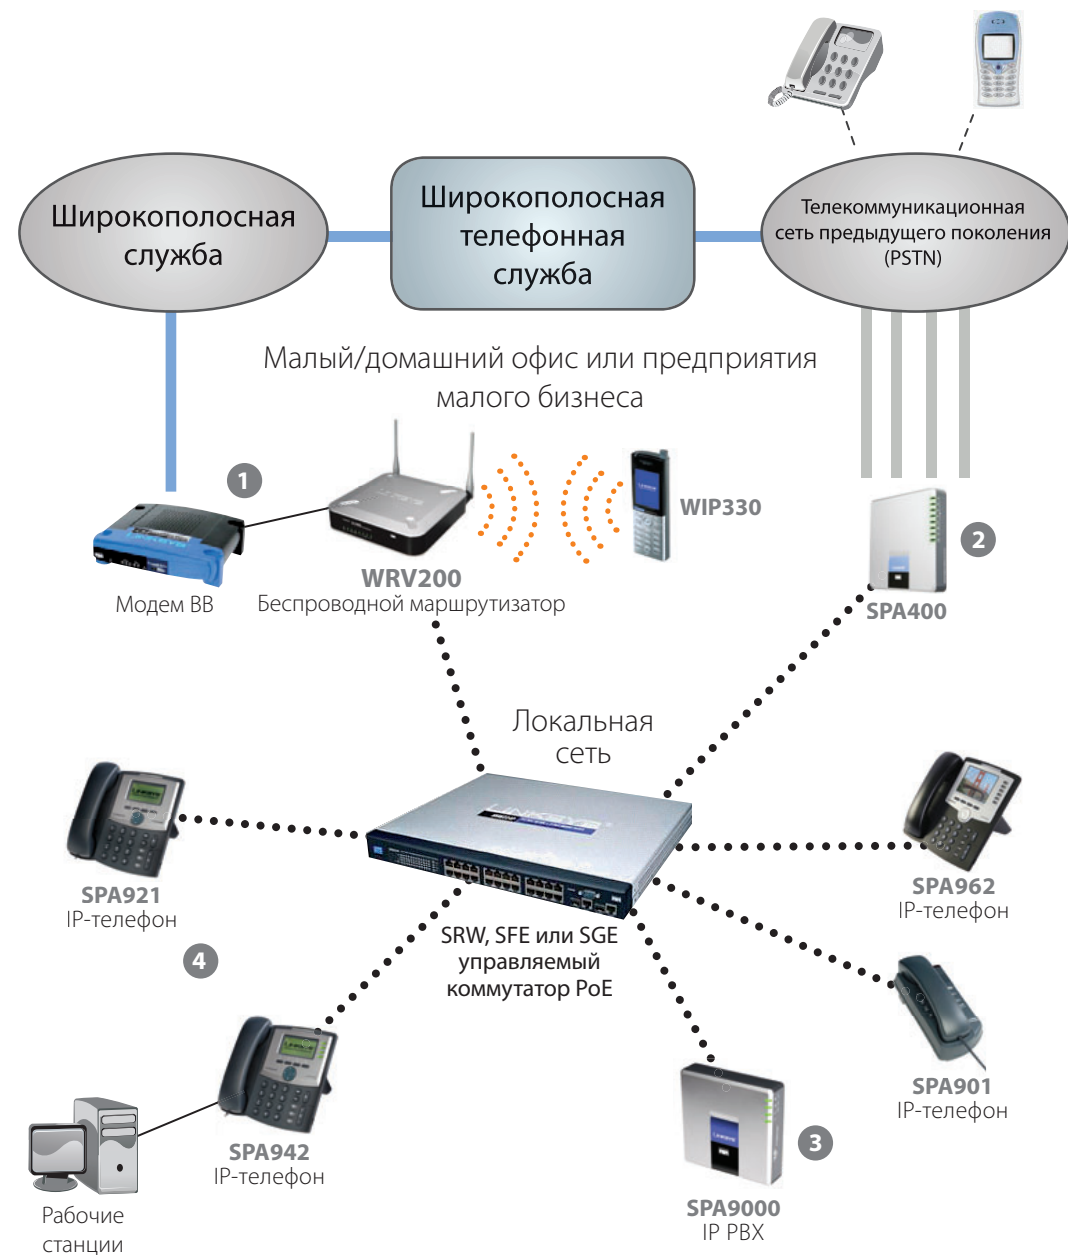 Широкополосная
служба
Широкополосная
телефонная
служба
Телекоммуникационная
сеть предыдущего поколения
(PSTN)
Малый/домашний офис или предприятия
малого бизнеса
1
WIP330
2
WRV200
Модем BB
Беспроводной маршрутизатор
SPA400
Локальная
сеть
LINKSYS
SPA921
IP-телефон
SPA962
IP-телефон
SRW, SFE или SGE
управляемый
коммутатор PoE
4
SPA901
IP-телефон
3
SPA942
IP-телефон
SPA9000
IP PBX
Рабочие
станции